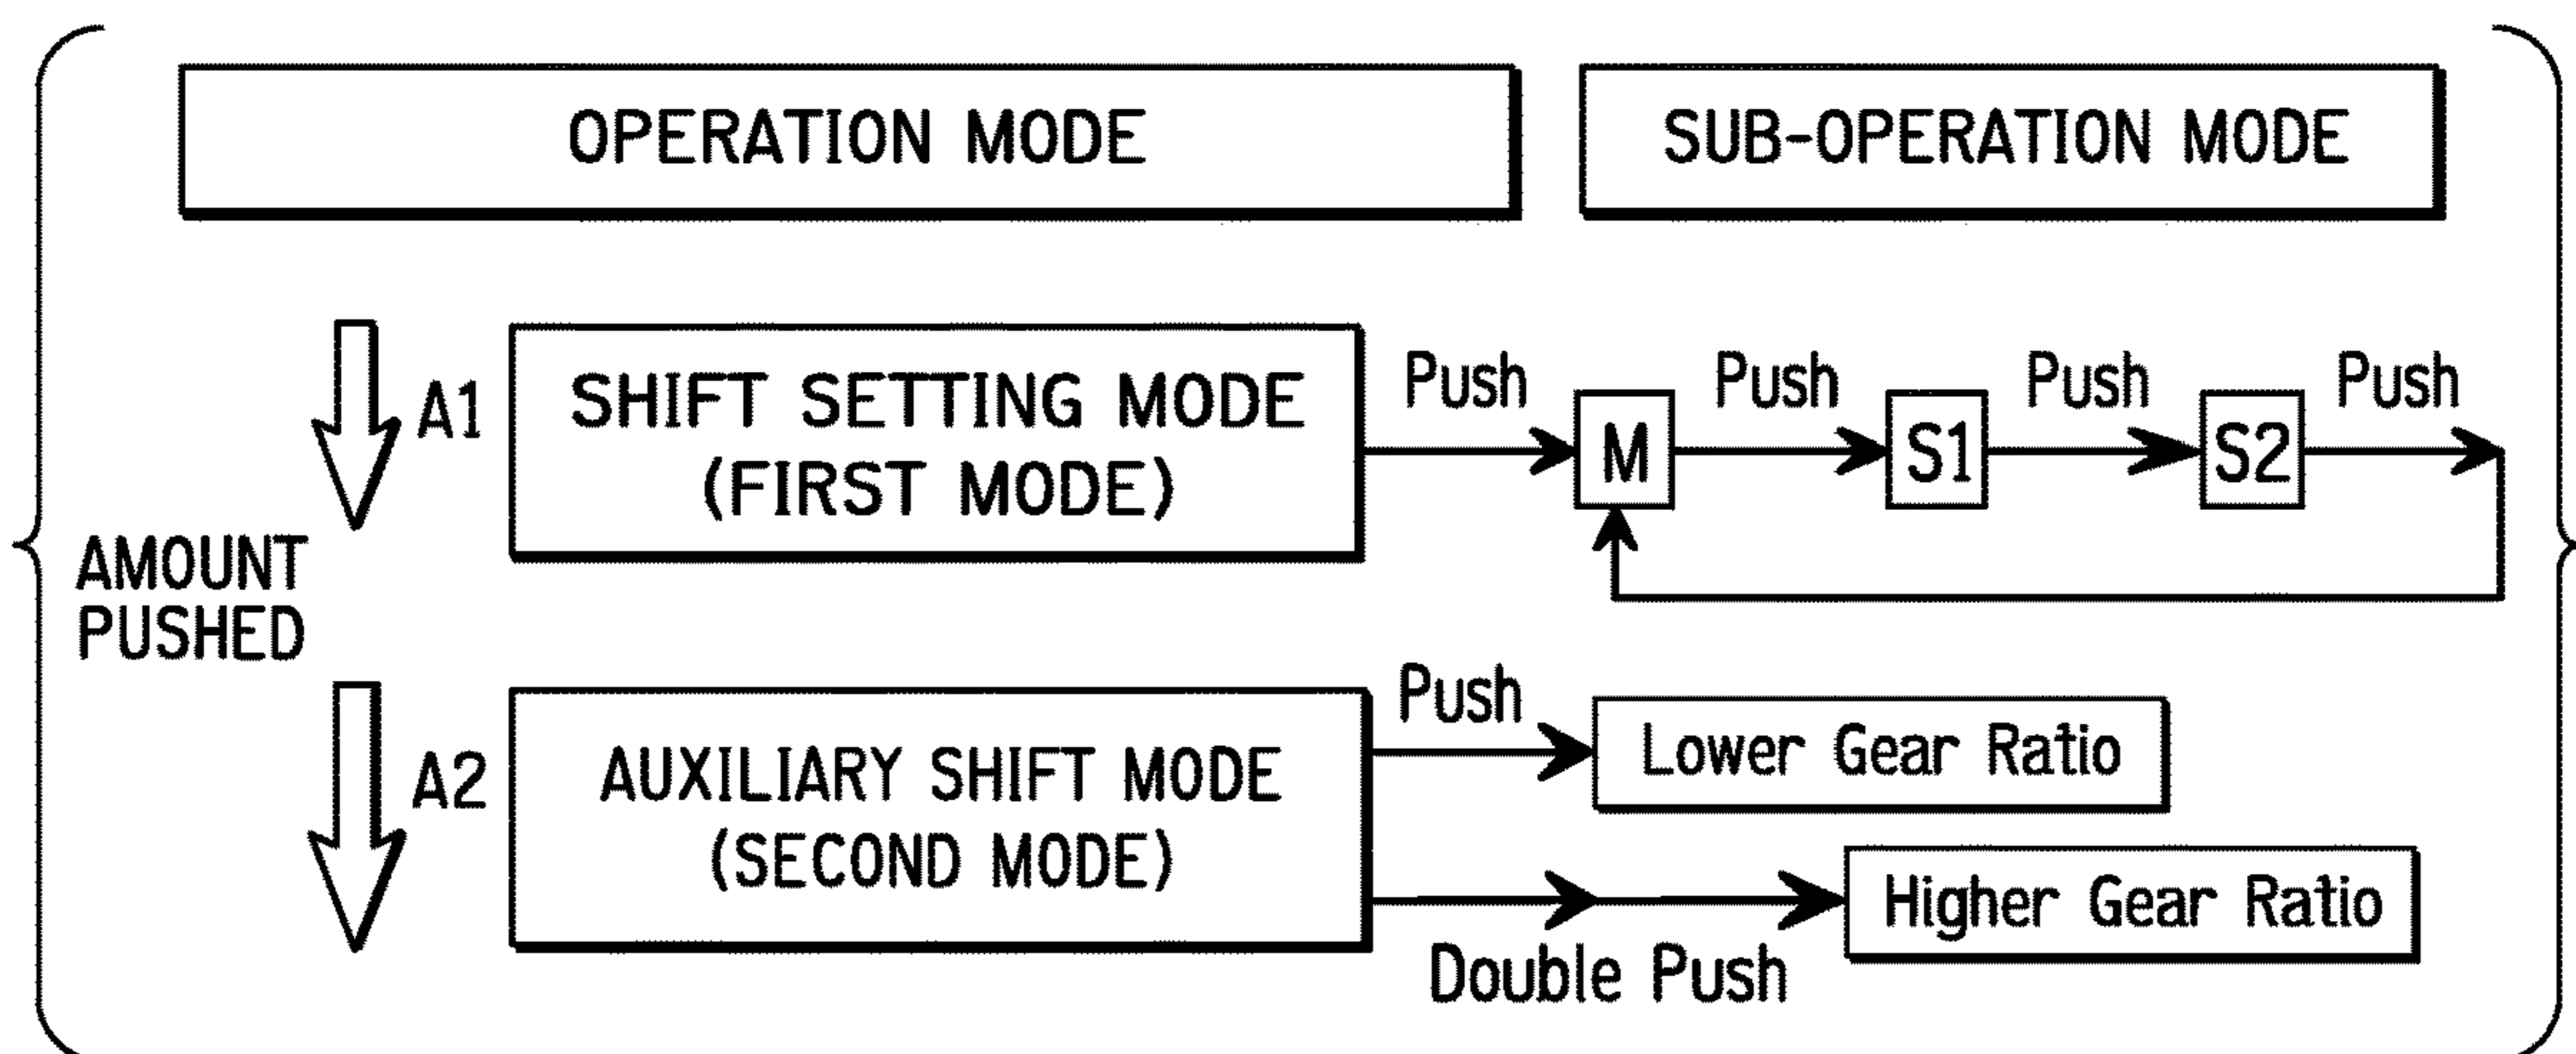 OPERATION MODE
SUB-OPERATION MODE
A1
SHIFT SETTING MODE
(FIRST MODE)
Push
M
Push
S1
Push
S2
Push
AMOUNT
PUSHED
A2
AUXILIARY SHIFT MODE
(SECOND MODE)
Push
Lower Gear Ratio
Double Push
Higher Gear Ratio